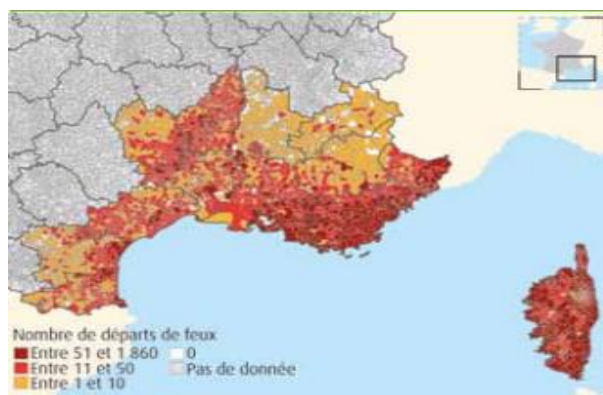 Nombre de départs de feux
Entre 51 et 1 860
Entre 11 et 50
Entre 1 et 10
0
Pas de donnée